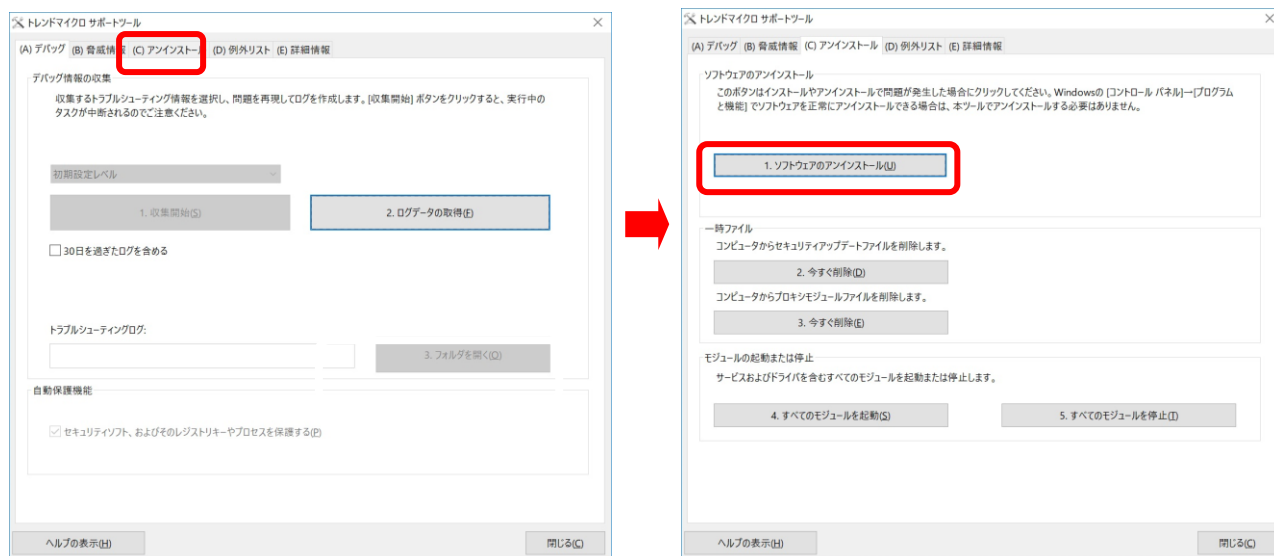 トレンドマイクロ サポートツール
(A) デバッグ (B) 脅威情報 (C) アンインストール (D) 例外リスト (E) 詳細情報
デバッグ情報の収集
収集するトラブルシューティング情報を選択し、問題を再現してログを作成します。[収集開始] ボタンをクリックすると、実行中の
タスクが中断されるのでご注意ください。
初期設定レベル
1. 収集開始(S)
2. ログデータの取得(E)
30日を過ぎたログを含める
トラブルシューティングログ:
3. フォルダを開く(O)
自動保護機能
セキュリティソフト、およびそのレジストリキーやプロセスを保護する(P)
ヘルプの表示(H)
閉じる(C)
トレンドマイクロ サポートツール
(A) デバッグ (B) 脅威情報 (C) アンインストール (D) 例外リスト (E) 詳細情報
ソフトウェアのアンインストール
このボタンはインストールやアンインストールで問題が発生した場合にクリックしてください。Windowsの [コントロール パネル]→[プログラム
と機能] でソフトウェアを正常にアンインストールできる場合は、本ツールでアンインストールする必要はありません。
1. ソフトウェアのアンインストール(U)
一時ファイル
コンピュータからセキュリティアップデートファイルを削除します。
2. 今すぐ削除(D)
コンピュータからプロキシモジュールファイルを削除します。
3. 今すぐ削除(E)
モジュールの起動または停止
サービスおよびドライバを含むすべてのモジュールを起動または停止します。
4. すべてのモジュールを起動(S)
5. すべてのモジュールを停止(T)
ヘルプの表示(H)
閉じる(C)